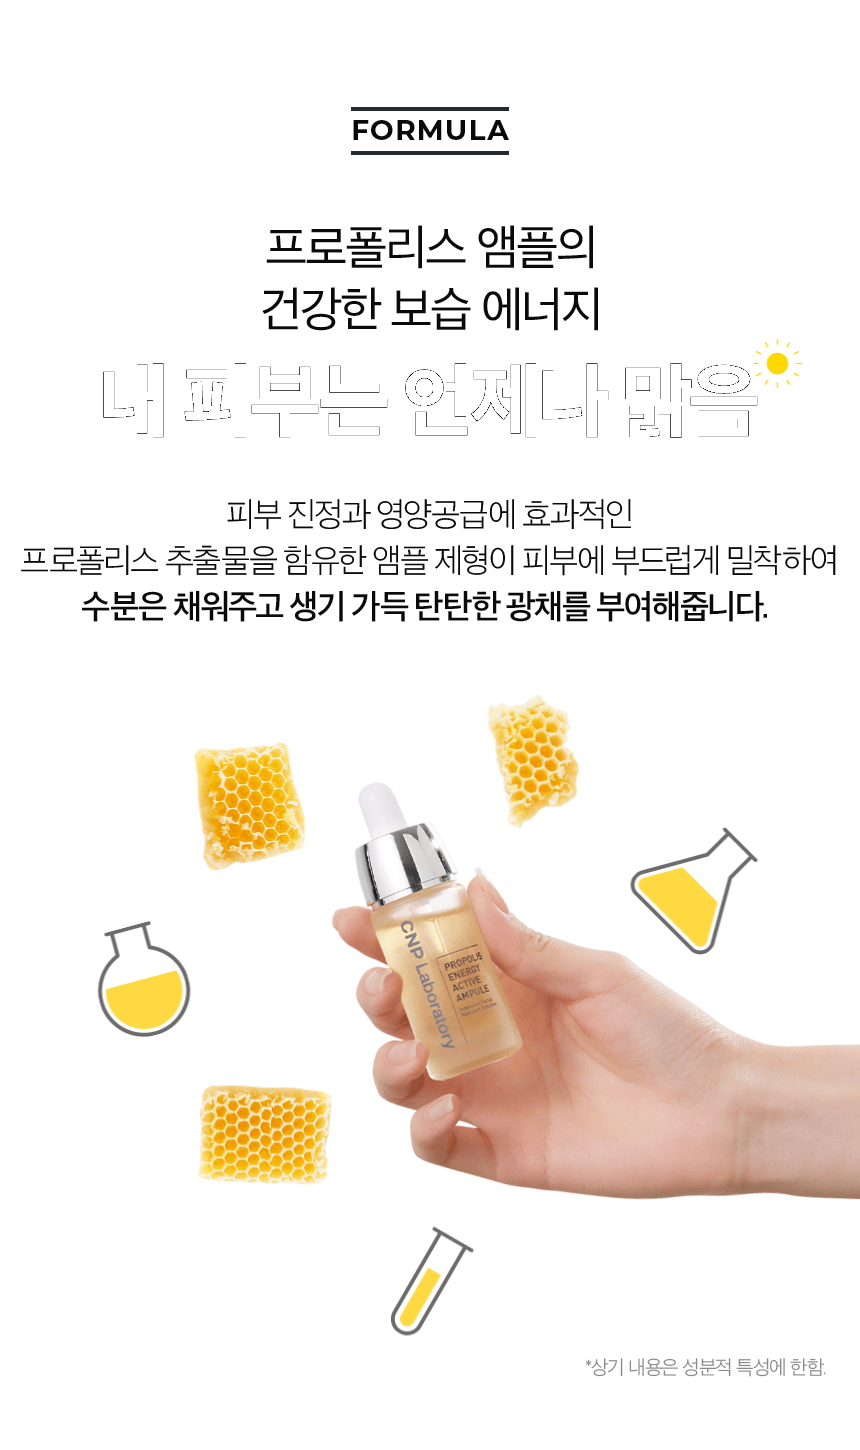 FORMULA
프로폴리스 앰플의
건강한 보습 에너지
내 피부는 언제나 맑음
피부 진정과 영양공급에 효과적인
프로폴리스 추출물을 함유한 앰플 제형이 피부에 부드럽게 밀착하여
수분은 채워주고 생기 가득 탄탄한 광채를 부여해줍니다.
CNP Laboratory
PROPOLIS
ENERGY
ACTIVE
AMPULE
*상기 내용은 성분적 특성에 한함.